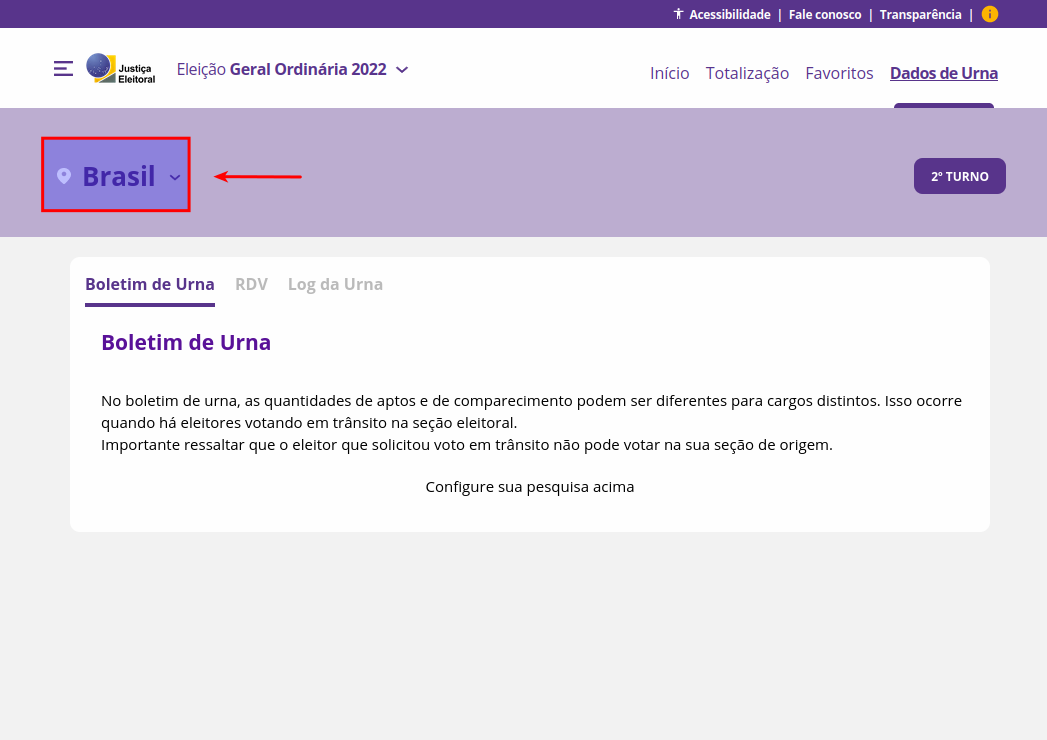 Acessibilidade | Fale conosco | Transparência |
Justiça
Eleitoral
Eleição Geral Ordinária 2022
Início Totalização Favoritos Dados de Urna
Brasil
2º TURNO
Boletim de Urna RDV Log da Urna
Boletim de Urna
No boletim de urna, as quantidades de aptos e de comparecimento podem ser diferentes para cargos distintos. Isso ocorre
quando há eleitores votando em trânsito na seção eleitoral.
Importante ressaltar que o eleitor que solicitou voto em trânsito não pode votar na sua seção de origem.
Configure sua pesquisa acima